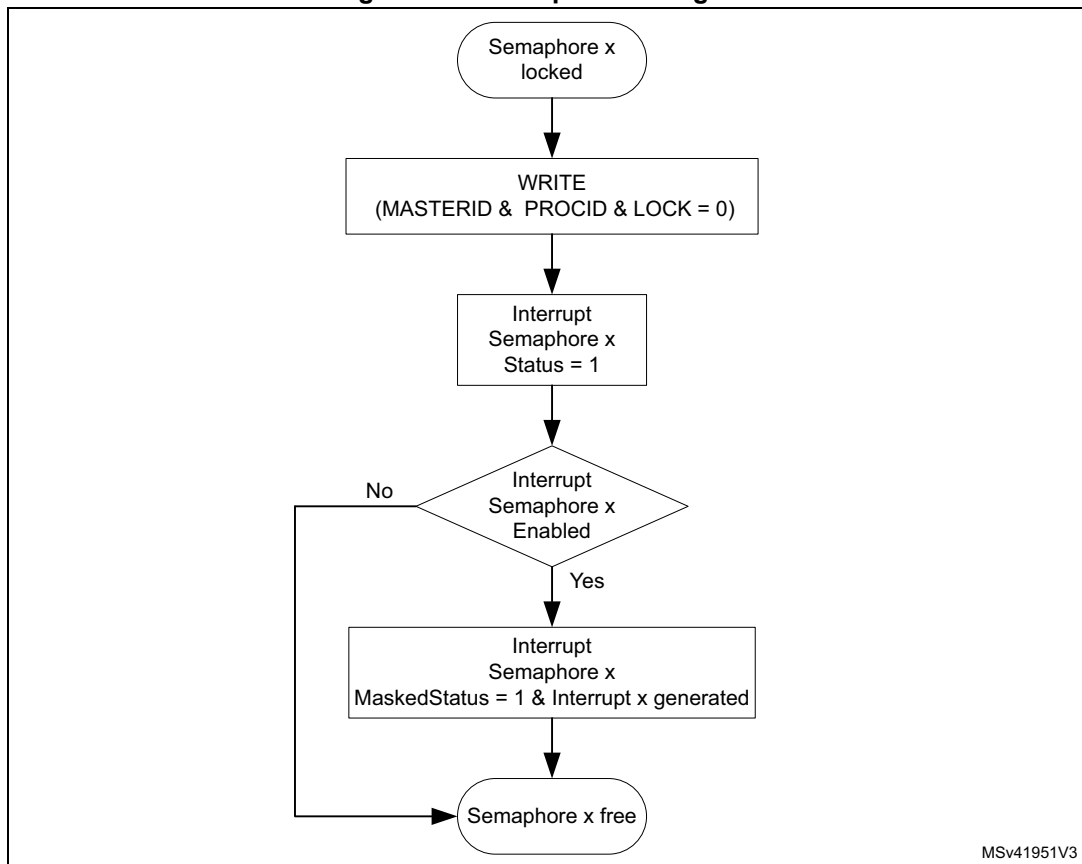 Semaphore x
locked
WRITE
(MASTERID & PROCID & LOCK = 0)
Interrupt
Semaphore x
Status = 1
Interrupt
Semaphore x
Enabled
No
Yes
Interrupt
Semaphore x
MaskedStatus = 1 & Interrupt x generated
Semaphore x free
MSv41951V3